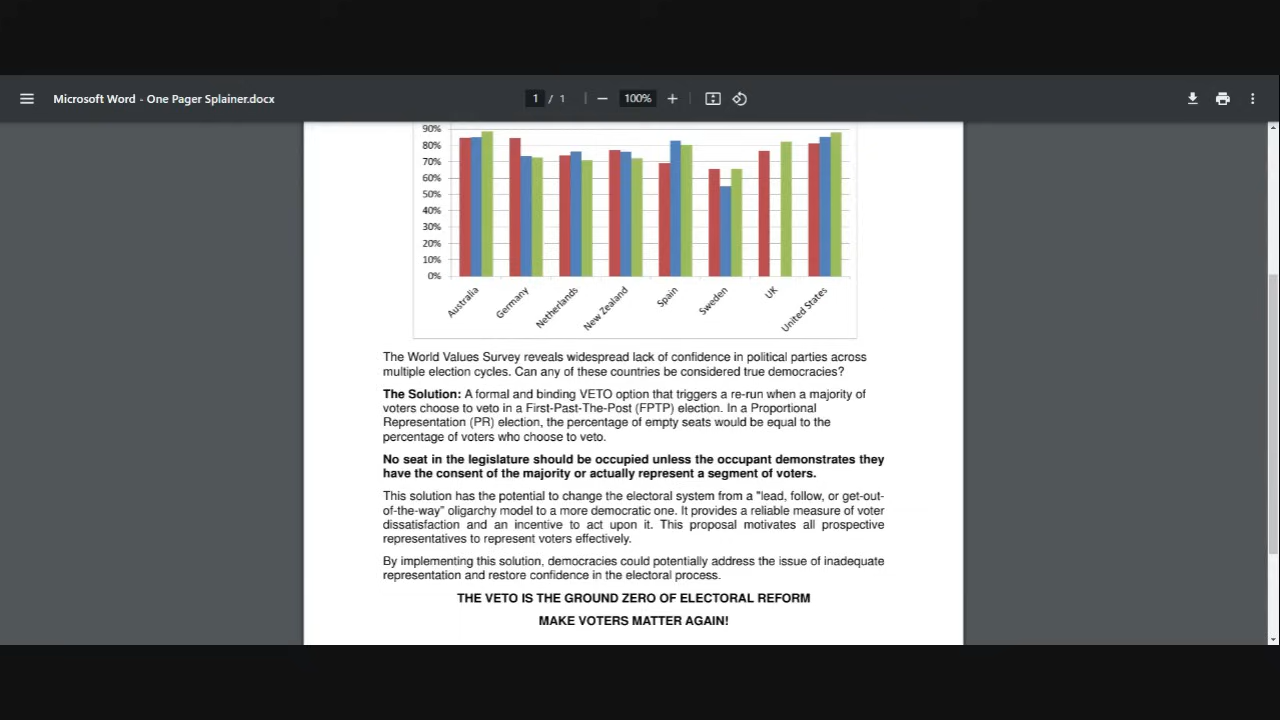 Microsoft Word - One Pager Splainer.docx
1 / 1
100%
90%
80%
70%
60%
50%
40%
30%
20%
10%
0%
Australia
Germany
Netherlands
New Zealand
Spain
Sweden
UK
United States
The World Values Survey reveals widespread lack of confidence in political parties across
multiple election cycles. Can any of these countries be considered true democracies?
The Solution: A formal and binding VETO option that triggers a re-run when a majority of
voters choose to veto in a First-Past-The-Post (FPTP) election. In a Proportional
Representation (PR) election, the percentage of empty seats would be equal to the
percentage of voters who choose to veto.
No seat in the legislature should be occupied unless the occupant demonstrates they
have the consent of the majority or actually represent a segment of voters.
This solution has the potential to change the electoral system from a "lead, follow, or get-out-
of-the-way” oligarchy model to a more democratic one. It provides a reliable measure of voter
dissatisfaction and an incentive to act upon it. This proposal motivates all prospective
representatives to represent voters effectively.
By implementing this solution, democracies could potentially address the issue of inadequate
representation and restore confidence in the electoral process.
THE VETO IS THE GROUND ZERO OF ELECTORAL REFORM
MAKE VOTERS MATTER AGAIN!